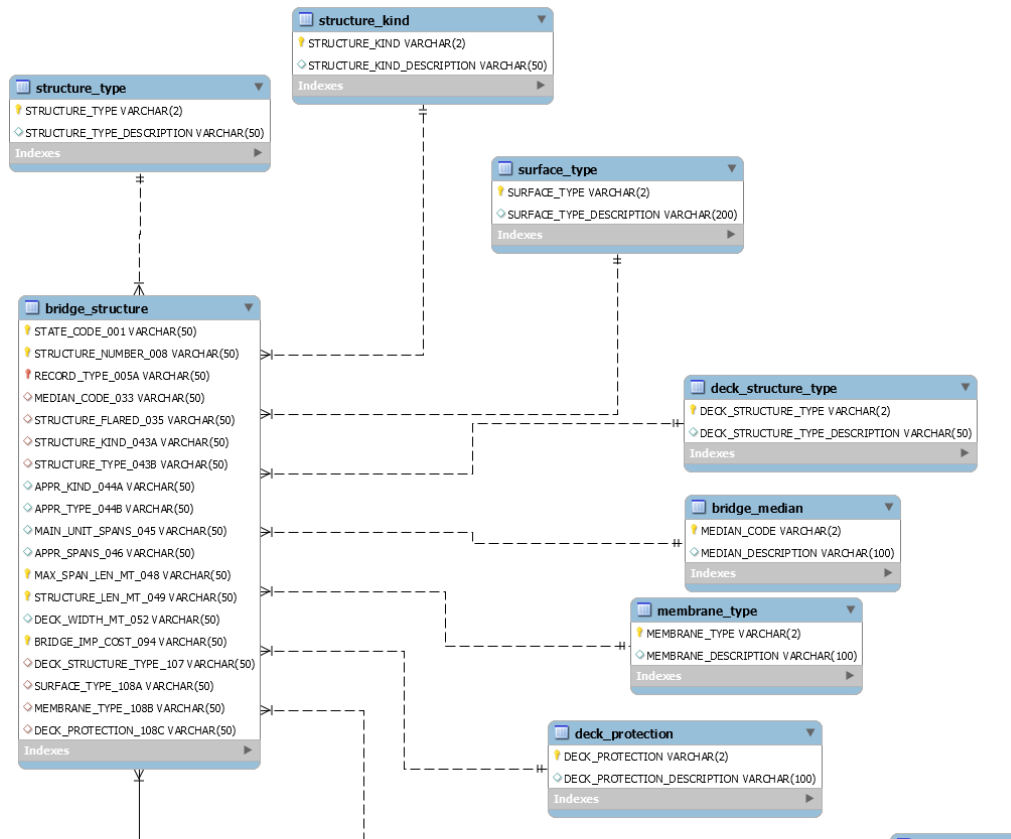 structure_kind
STRUCTURE_KIND VARCHAR(2)
STRUCTURE_KIND_DESCRIPTION VARCHAR(50)
Indexes
structure_type
STRUCTURE_TYPE VARCHAR(2)
STRUCTURE_TYPE_DESCRIPTION VARCHAR(50)
Indexes
surface_type
SURFACE_TYPE VARCHAR(2)
SURFACE_TYPE_DESCRIPTION VARCHAR(200)
Indexes
bridge_structure
STATE_CODE_001 VARCHAR(50)
STRUCTURE_NUMBER_008 VARCHAR(50)
RECORD_TYPE_005A VARCHAR(50)
MEDIAN_CODE_033 VARCHAR(50)
STRUCTURE_FLARED_035 VARCHAR(50)
STRUCTURE_KIND_043A VARCHAR(50)
STRUCTURE_TYPE_043B VARCHAR(50)
APPR_KIND_044A VARCHAR(50)
APPR_TYPE_044B VARCHAR(50)
MAIN_UNIT_SPANS_045 VARCHAR(50)
APPR_SPANS_046 VARCHAR(50)
MAX_SPAN_LEN_MT_048 VARCHAR(50)
STRUCTURE_LEN_MT_049 VARCHAR(50)
DECK_WIDTH_MT_052 VARCHAR(50)
BRIDGE_IMP_COST_094 VARCHAR(50)
DECK_STRUCTURE_TYPE_107 VARCHAR(50)
SURFACE_TYPE_108A VARCHAR(50)
MEMBRANE_TYPE_108B VARCHAR(50)
DECK_PROTECTION_108C VARCHAR(50)
Indexes
deck_structure_type
DECK_STRUCTURE_TYPE VARCHAR(2)
DECK_STRUCTURE_TYPE_DESCRIPTION VARCHAR(50)
Indexes
bridge_median
MEDIAN_CODE VARCHAR(2)
MEDIAN_DESCRIPTION VARCHAR(100)
Indexes
membrane_type
MEMBRANE_TYPE VARCHAR(2)
MEMBRANE_DESCRIPTION VARCHAR(100)
Indexes
deck_protection
DECK_PROTECTION VARCHAR(2)
DECK_PROTECTION_DESCRIPTION VARCHAR(100)
Indexes